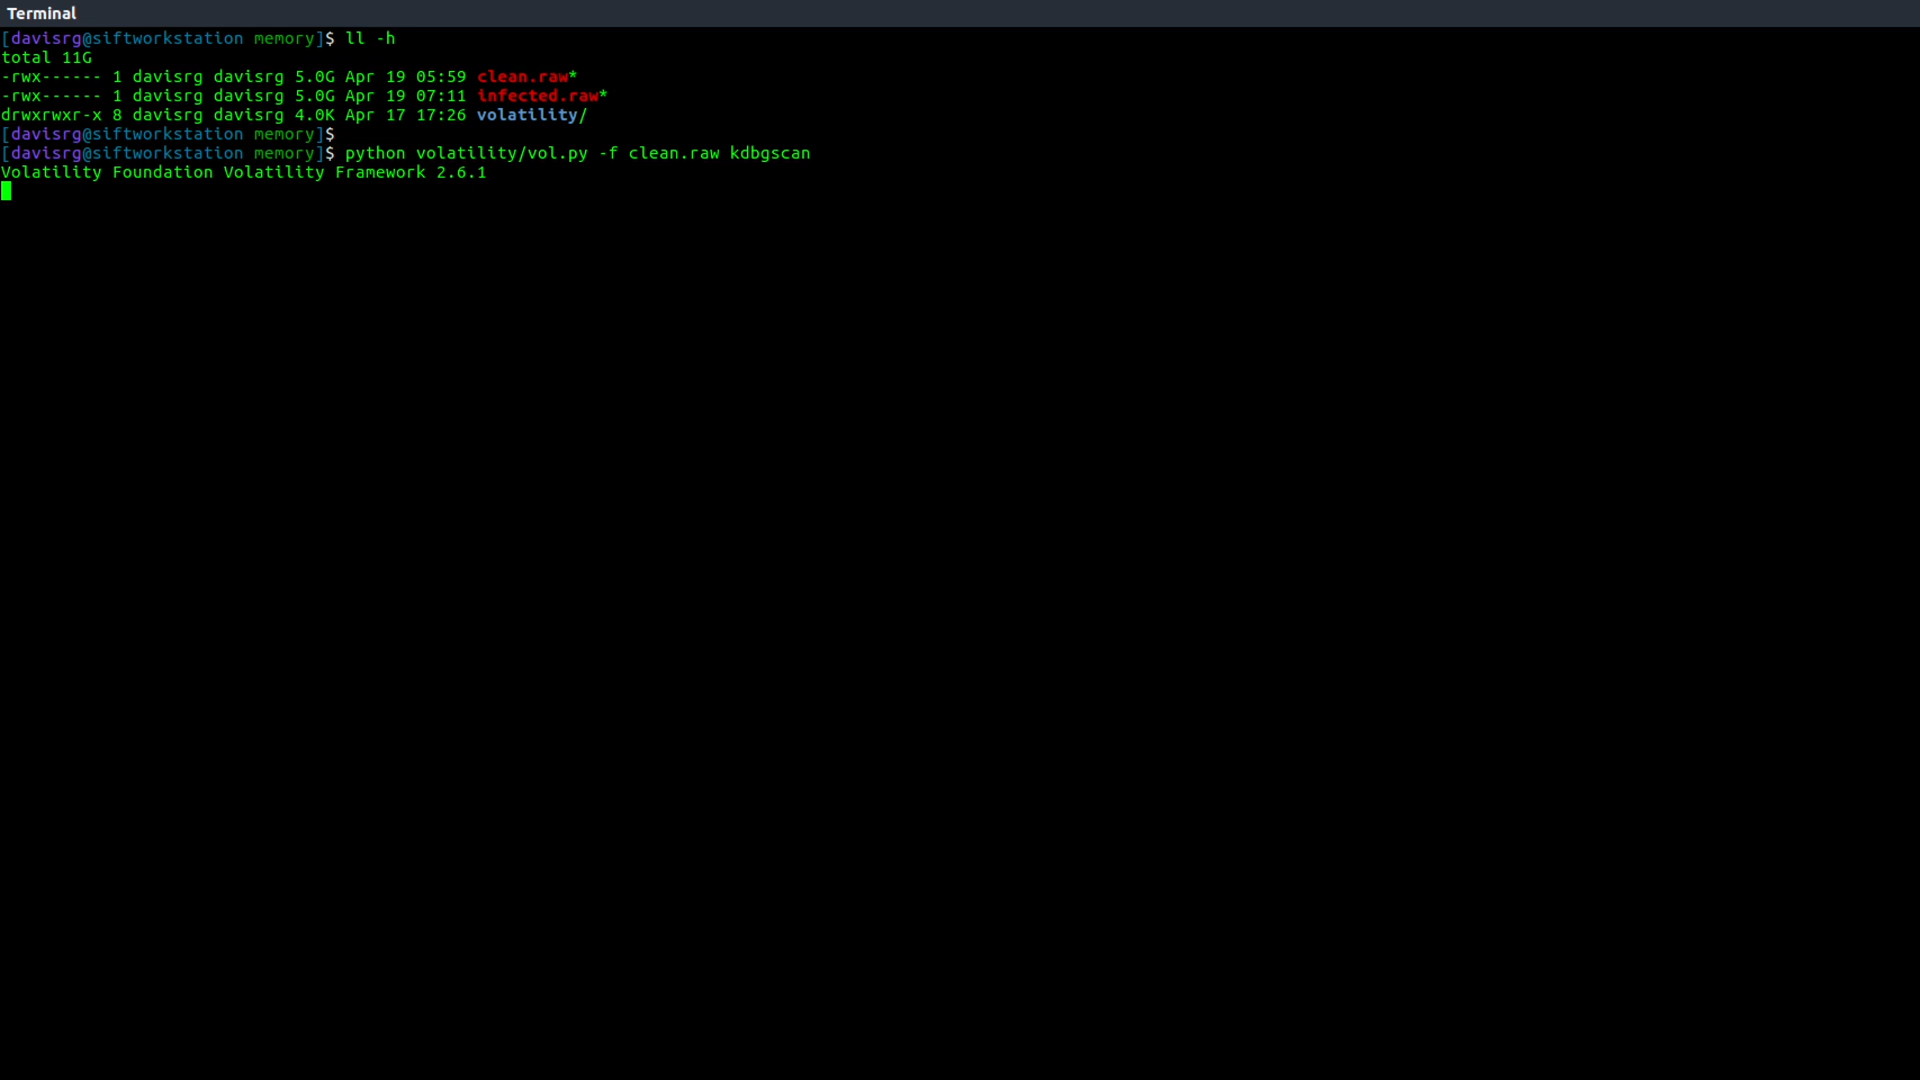 Terminal
[davisrg@siftworkstation memory]$ ll -h
total 11G
-rwx------ 1 davisrg davisrg 5.0G Apr 19 05:59 clean.raw*
-rwx------ 1 davisrg davisrg 5.0G Apr 19 07:11 infected.raw*
drwxrwxr-x 8 davisrg davisrg 4.0K Apr 17 17:26 volatility/
[davisrg@siftworkstation memory]$
[davisrg@siftworkstation memory]$ python volatility/vol.py -f clean.raw kdbgscan
Volatility Foundation Volatility Framework 2.6.1